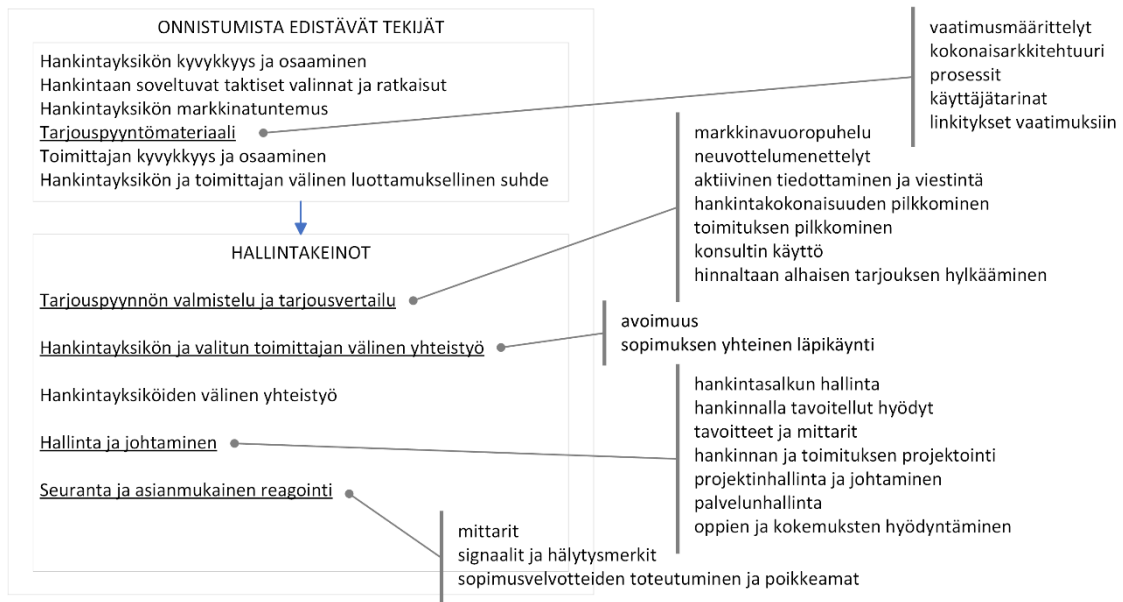 ONNISTUMISTA EDISTÄVÄT TEKIJÄT
Hankintayksikön kyvykkyys ja osaaminen
Hankintaan soveltuvat taktiset valinnat ja ratkaisut
Hankintayksikön markkinatuntemus
Tarjouspyyntömateriaali
Toimittajan kyvykkyys ja osaaminen
Hankintayksikön ja toimittajan välinen luottamuksellinen suhde
vaatimusmäärittelyt
kokonaisarkkitehtuuri
prosessit
käyttäjätarinat
linkitykset vaatimuksiin
HALLINTAKEINOT
Tarjouspyynnön valmistelu ja tarjousvertailu
markkinavuoropuhelu
neuvottelumenettelyt
aktiivinen tiedottaminen ja viestintä
hankintakokonaisuuden pilkkominen
toimituksen pilkkominen
konsultin käyttö
hinnaltaan alhaisen tarjouksen hylkääminen
Hankintayksikön ja valitun toimittajan välinen yhteistyö
avoimuus
sopimuksen yhteinen läpikäynti
Hankintayksiköiden välinen yhteistyö
Hallinta ja johtaminen
hankintasalkun hallinta
hankinnalla tavoitellut hyödyt
tavoitteet ja mittarit
hankinnan ja toimituksen projektointi
projektinhallinta ja johtaminen
palvelunhallinta
oppien ja kokemuksten hyödyntäminen
Seuranta ja asianmukainen reagointi
mittarit
signaalit ja hälytysmerkit
sopimusvelvotteiden toteutuminen ja poikkeamat